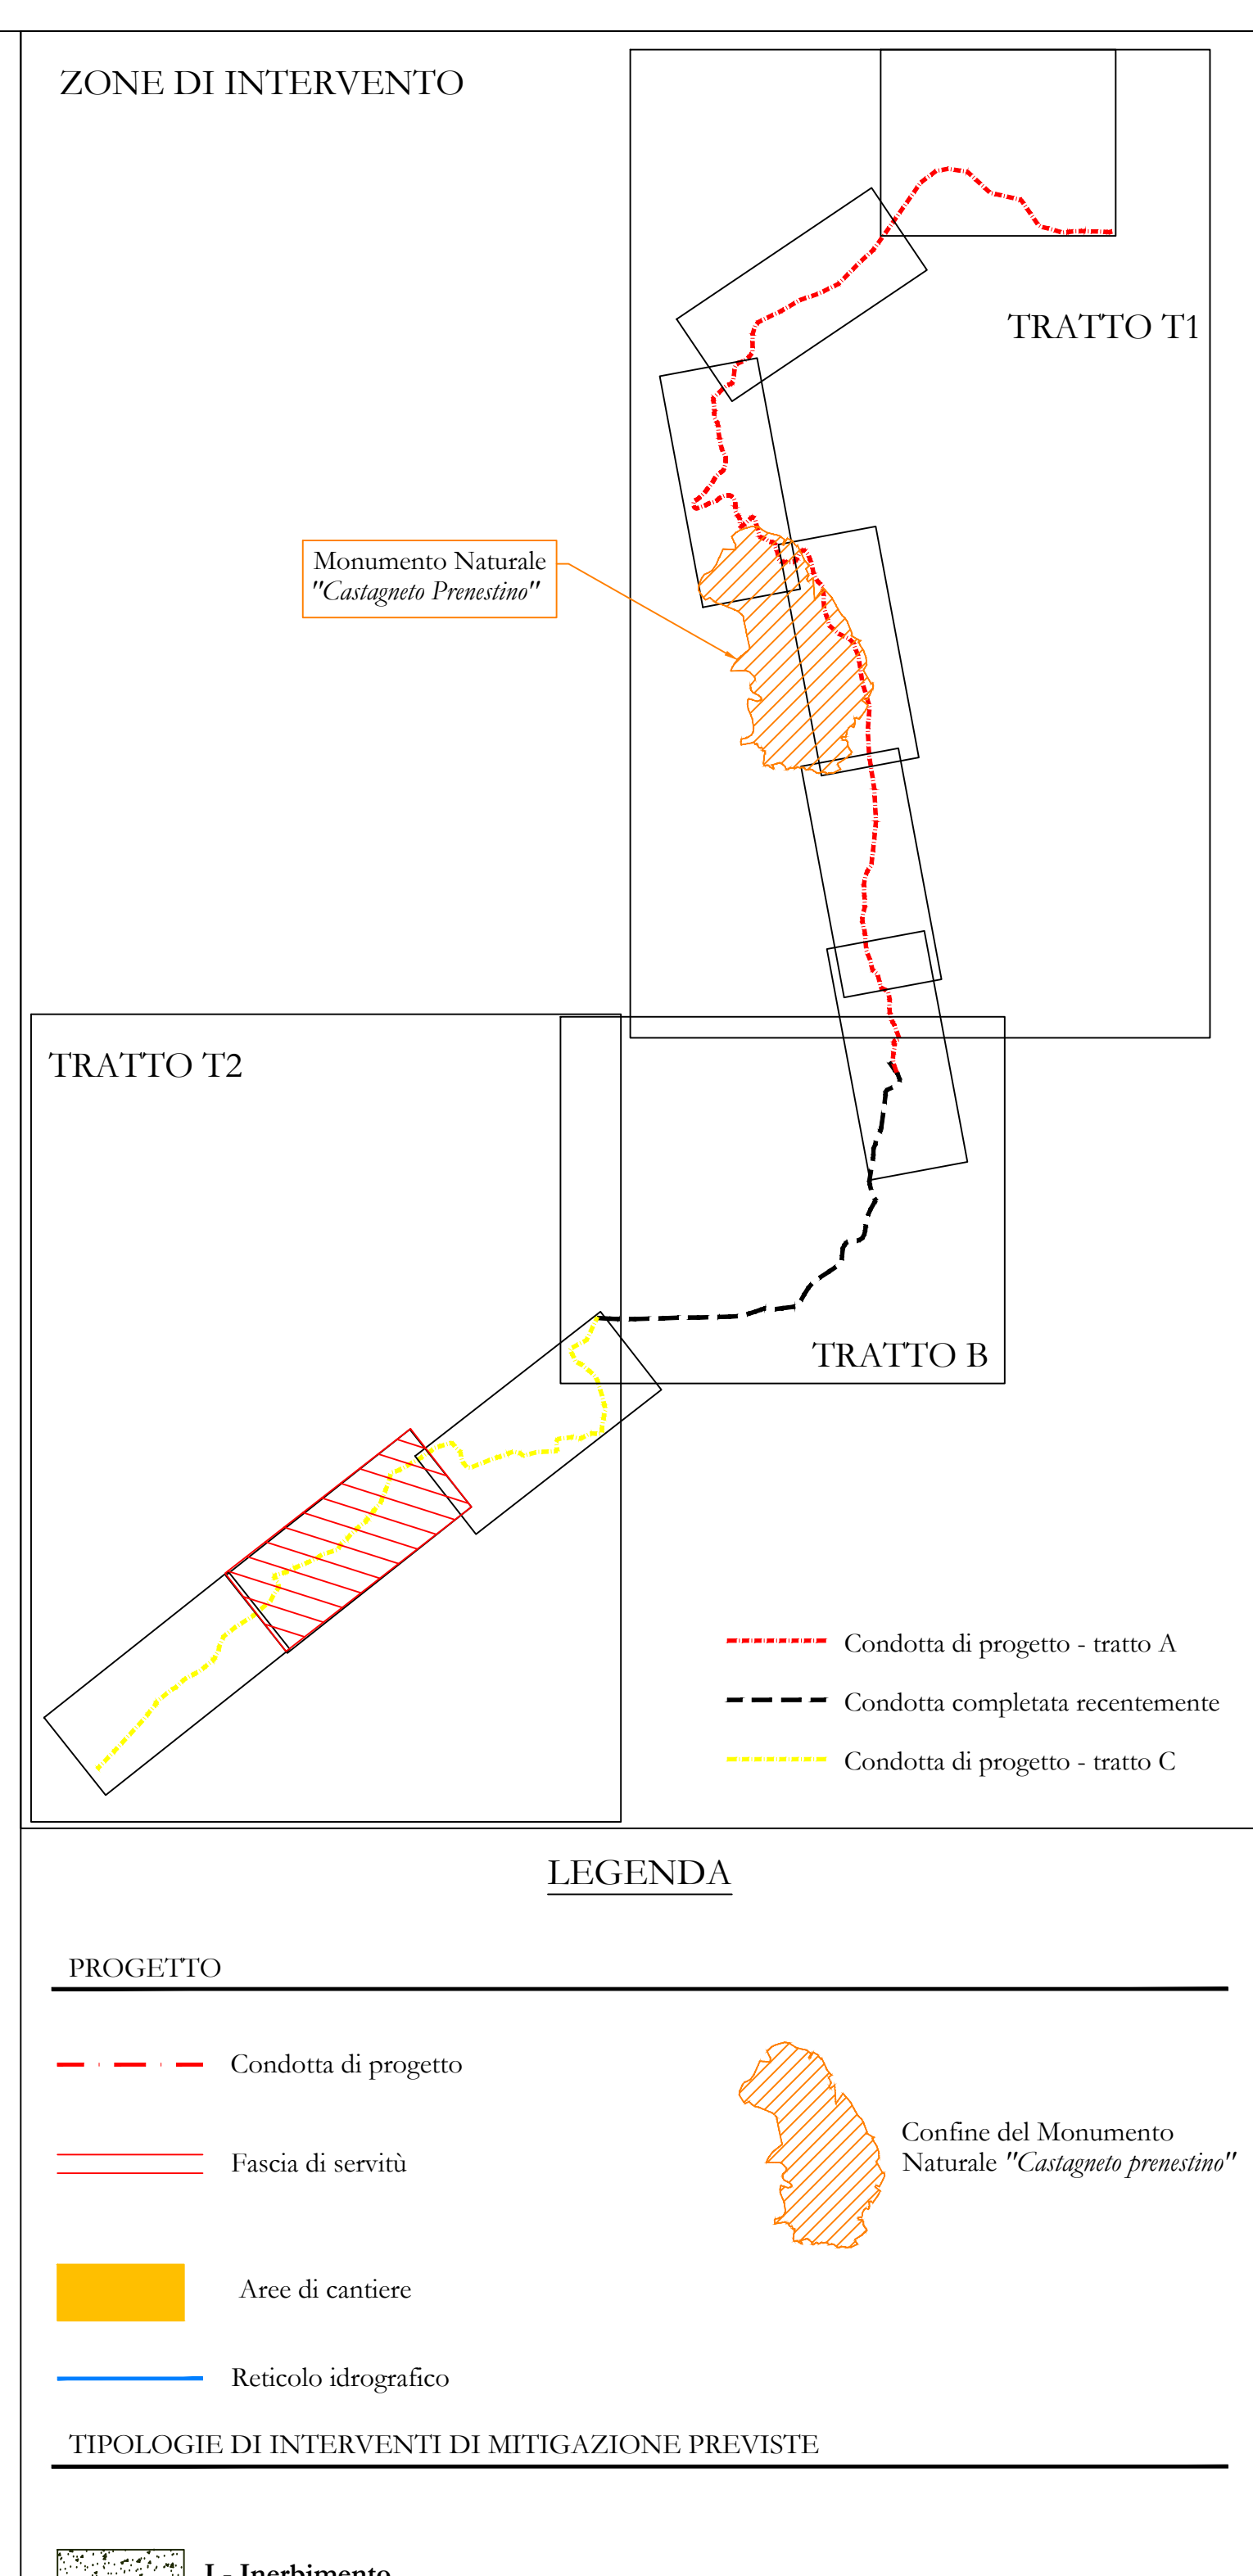 ZONE DI INTERVENTO
TRATTO T1
Monumento Naturale
"Castagneto Prenestino"
TRATTO T2
TRATTO B
Condotta di progetto - tratto A
Condotta completata recentemente
Condotta di progetto - tratto C
LEGENDA
PROGETTO
Condotta di progetto
Confine del Monumento
Naturale "Castagneto prenestino"
Fascia di servitù
Aree di cantiere
Reticolo idrografico
TIPOLOGIE DI INTERVENTI DI MITIGAZIONE PREVISTE
I - Inerbimento